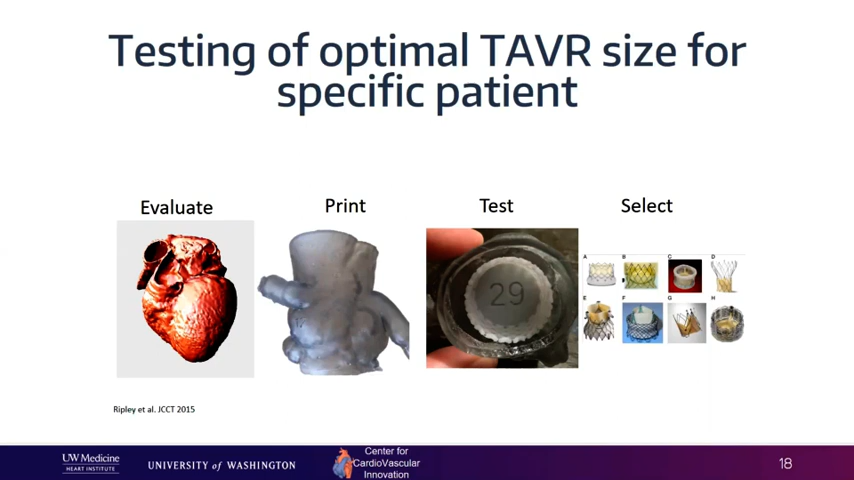 Testing of optimal TAVR size for
specific patient
Evaluate
Print
Test
Select
29
A B C D
E F G H
Ripley et al. JCCT 2015
UW Medicine
HEART INSTITUTE
UNIVERSITY of WASHINGTON
Center for
CardioVascular
Innovation
18